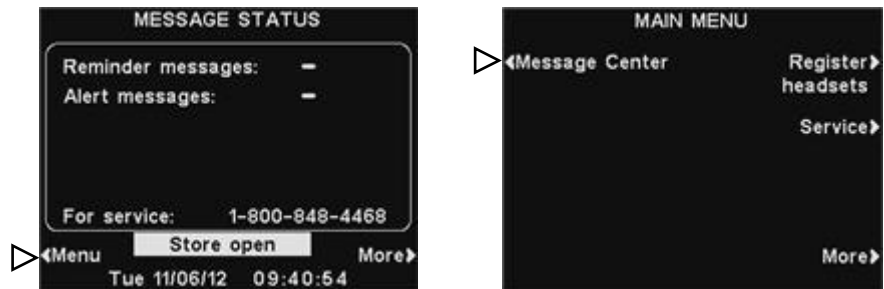 MESSAGE STATUS
Reminder messages: –
Alert messages: –
For service: 1-800-848-4468
Store open
Menu More
Tue 11/06/12 09:40:54
MAIN MENU
Message Center Register
headsets
Service
More